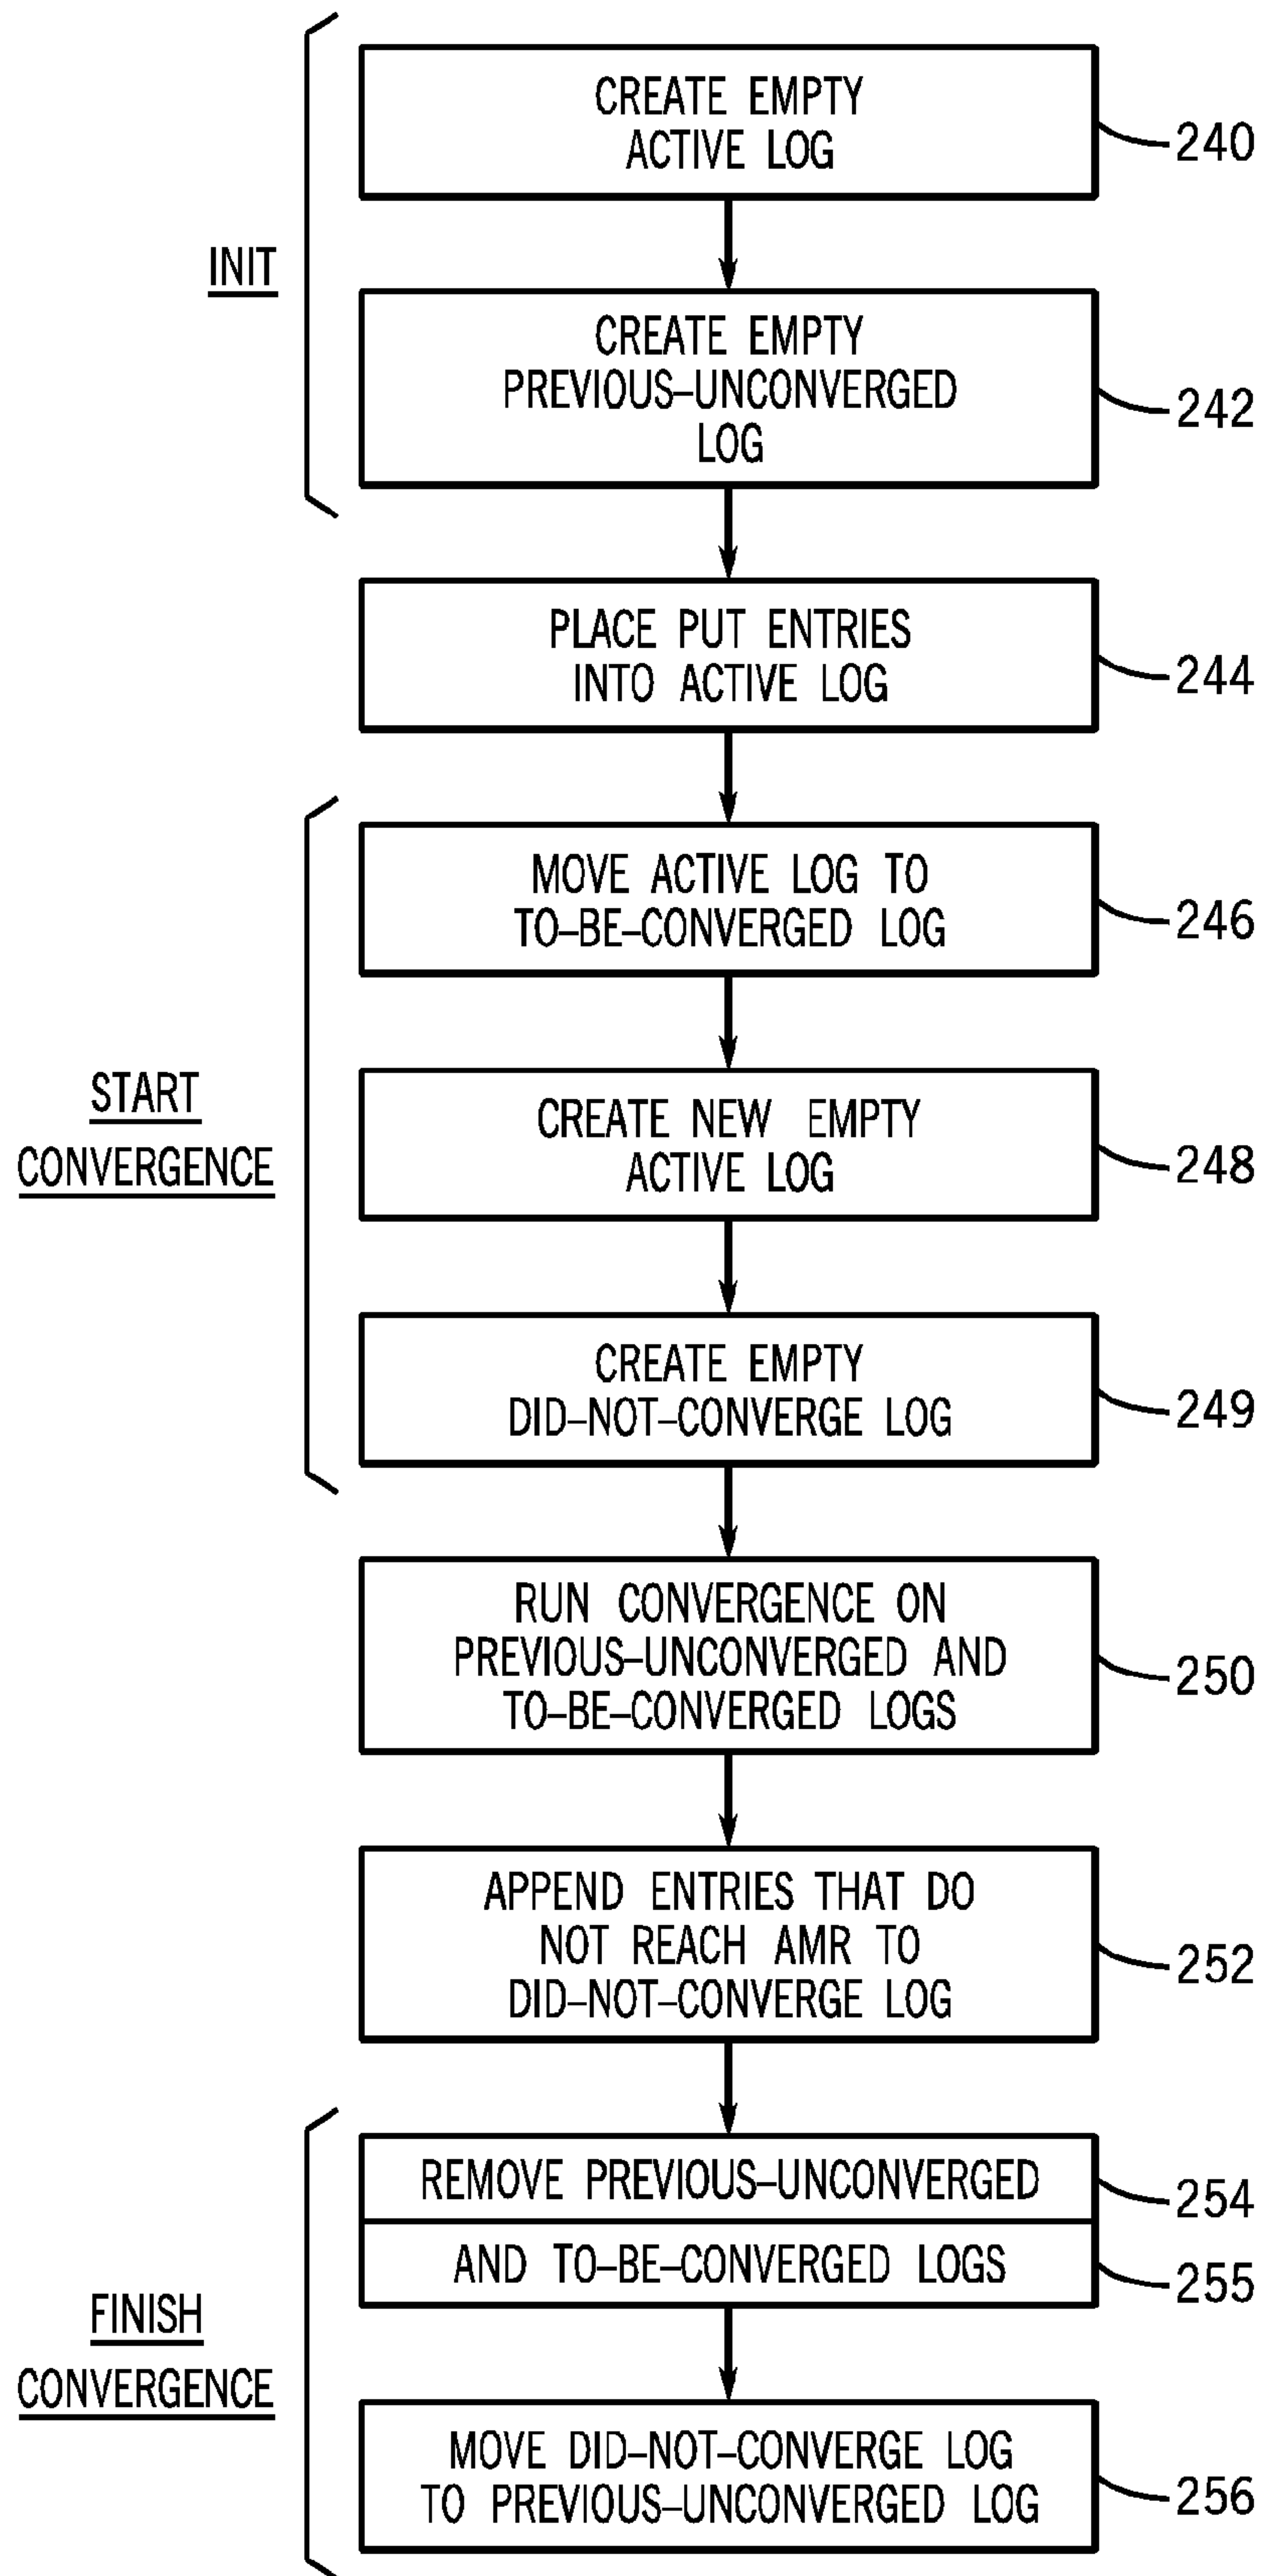 CREATE EMPTY
ACTIVE LOG
240
INIT
CREATE EMPTY
PREVIOUS–UNCONVERGED
LOG
242
PLACE PUT ENTRIES
INTO ACTIVE LOG
244
MOVE ACTIVE LOG TO
TO–BE–CONVERGED LOG
246
START
CONVERGENCE
CREATE NEW EMPTY
ACTIVE LOG
248
CREATE EMPTY
DID–NOT–CONVERGE LOG
249
RUN CONVERGENCE ON
PREVIOUS–UNCONVERGED AND
TO–BE–CONVERGED LOGS
250
APPEND ENTRIES THAT DO
NOT REACH AMR TO
DID–NOT–CONVERGE LOG
252
REMOVE PREVIOUS–UNCONVERGED
254
AND TO–BE–CONVERGED LOGS
255
FINISH
CONVERGENCE
MOVE DID–NOT–CONVERGE LOG
TO PREVIOUS–UNCONVERGED LOG
256